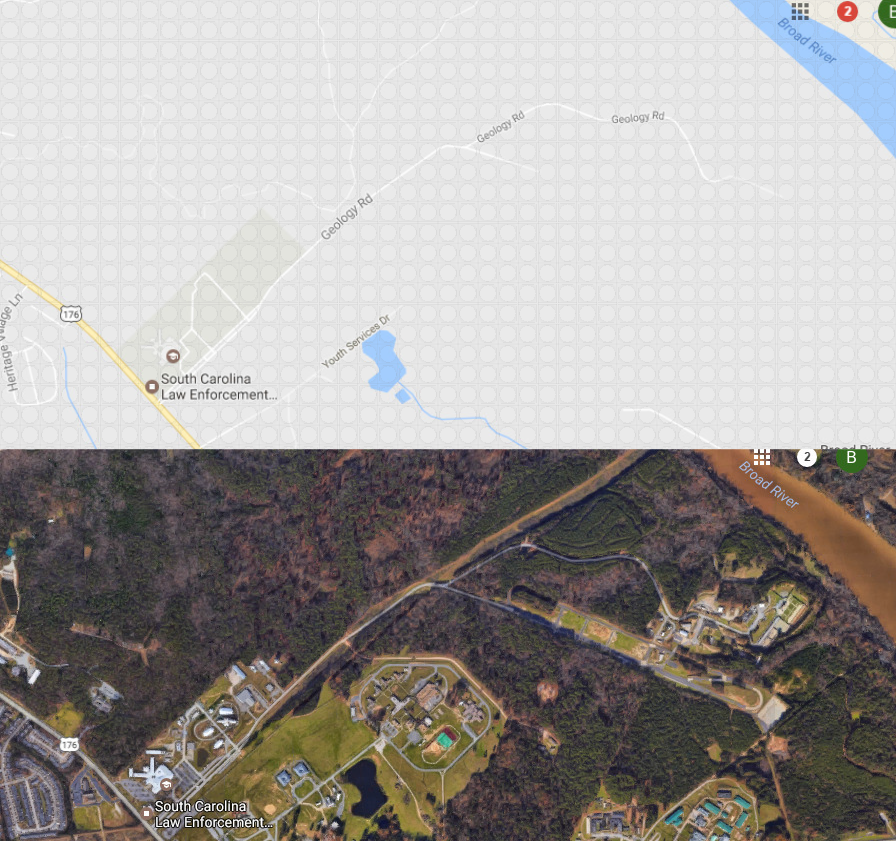 2
Broad River
Geology Rd
Geology Rd
Geology Rd
176
Heritage Village Ln
Youth Services Dr
South Carolina
Law Enforcement...
Broad River
2
B
Broad River
176
South Carolina
Law Enforcement...